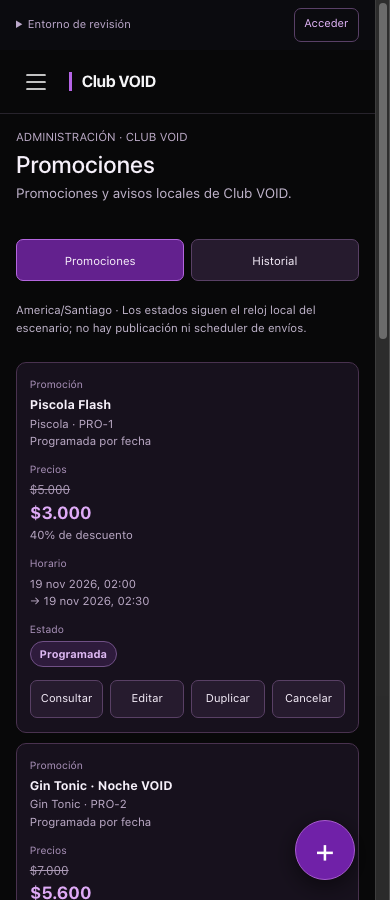 Entorno de revisión
Acceder
Club VOID
ADMINISTRACIÓN · CLUB VOID
Promociones
Promociones y avisos locales de Club VOID.
Promociones
Historial
America/Santiago · Los estados siguen el reloj local del
escenario; no hay publicación ni scheduler de envíos.
Promoción
Piscola Flash
Piscola · PRO-1
Programada por fecha
Precios
$5.000
$3.000
40% de descuento
Horario
19 nov 2026, 02:00
→ 19 nov 2026, 02:30
Estado
Programada
Consultar
Editar
Duplicar
Cancelar
Promoción
Gin Tonic · Noche VOID
Gin Tonic · PRO-2
Programada por fecha
Precios
$7.000
$5.600
+